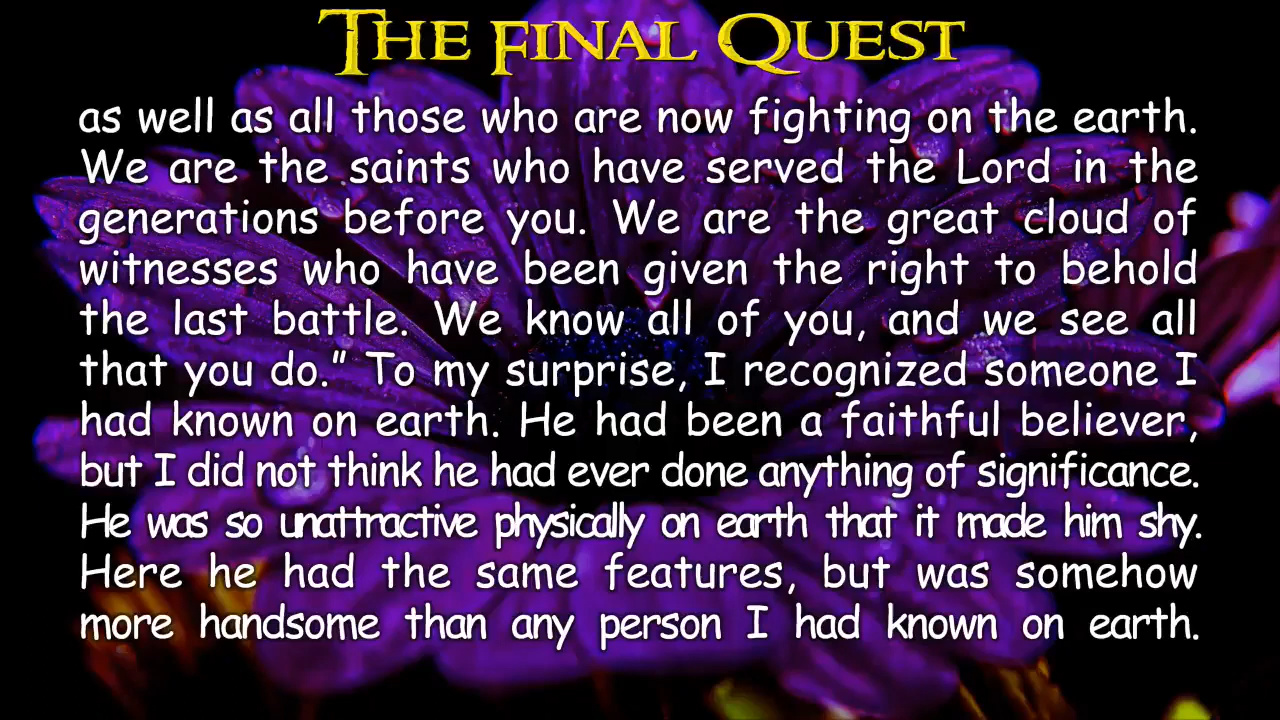 The Final Quest
as well as all those who are now fighting on the earth.
We are the saints who have served the Lord in the
generations before you. We are the great cloud of
witnesses who have been given the right to behold
the last battle. We know all of you, and we see all
that you do.” To my surprise, I recognized someone I
had known on earth. He had been a faithful believer,
but I did not think he had ever done anything of significance.
He was so unattractive physically on earth that it made him shy.
Here he had the same features, but was somehow
more handsome than any person I had known on earth.